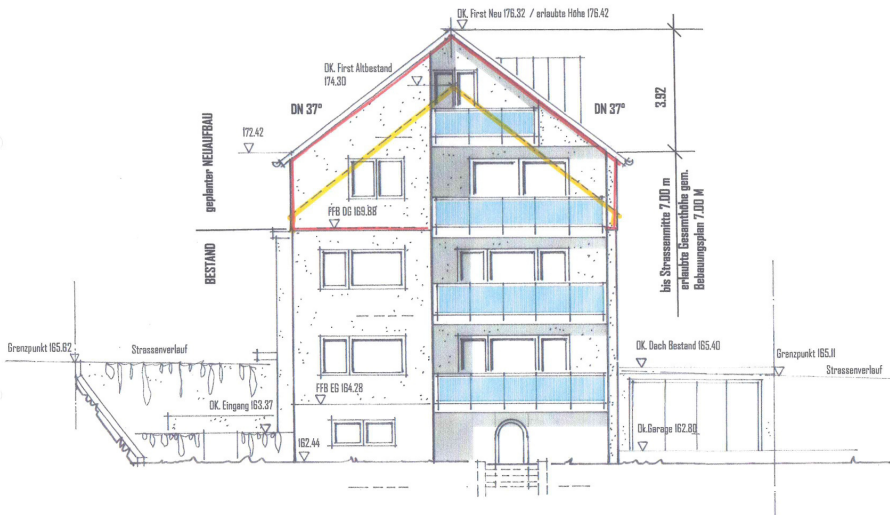 OK. First Neu 176.32 / erlaubte Höhe 176.42
OK. First Altbestand
174.30
DN 37°
DN 37°
3.92
172.42
geplanter NEUAUFBAU
FFB DG 169.88
BESTAND
bis Strassenmitte 7.00 m
erlaubte Gesamthöhe gem.
Bebauungsplan 7.00 M
Grenzpunkt 165.62
Strassenverlauf
OK. Dach Bestand 165.40
Grenzpunkt 165.11
Strassenverlauf
FFB EG 164.28
OK. Eingang 163.37
162.44
Ok.Garage 162.80